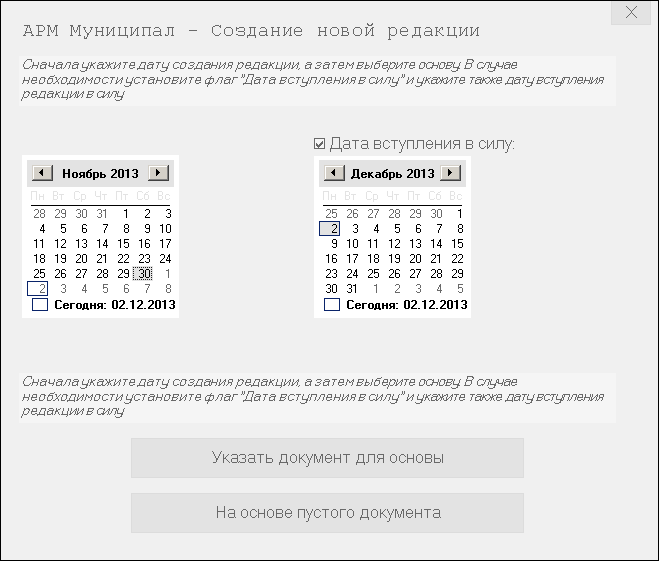 АРМ Муниципал - Создание новой редакции
Сначала укажите дату создания редакции, а затем выберите основу. В случае
необходимости установите флаг "Дата вступления в силу" и укажите также дату вступления
редакции в силу
Дата вступления в силу:
Ноябрь 2013
Пн Вт Ср Чт Пт Сб Вс
28 29 30 31 1 2 3
4 5 6 7 8 9 10
11 12 13 14 15 16 17
18 19 20 21 22 23 24
25 26 27 28 29 30 1
2 3 4 5 6 7 8
Сегодня: 02.12.2013
Декабрь 2013
Пн Вт Ср Чт Пт Сб Вс
25 26 27 28 29 30 1
2 3 4 5 6 7 8
9 10 11 12 13 14 15
16 17 18 19 20 21 22
23 24 25 26 27 28 29
30 31 1 2 3 4 5
Сегодня: 02.12.2013
Сначала укажите дату создания редакции, а затем выберите основу. В случае
необходимости установите флаг "Дата вступления в силу" и укажите также дату вступления
редакции в силу
Указать документ для основы
На основе пустого документа